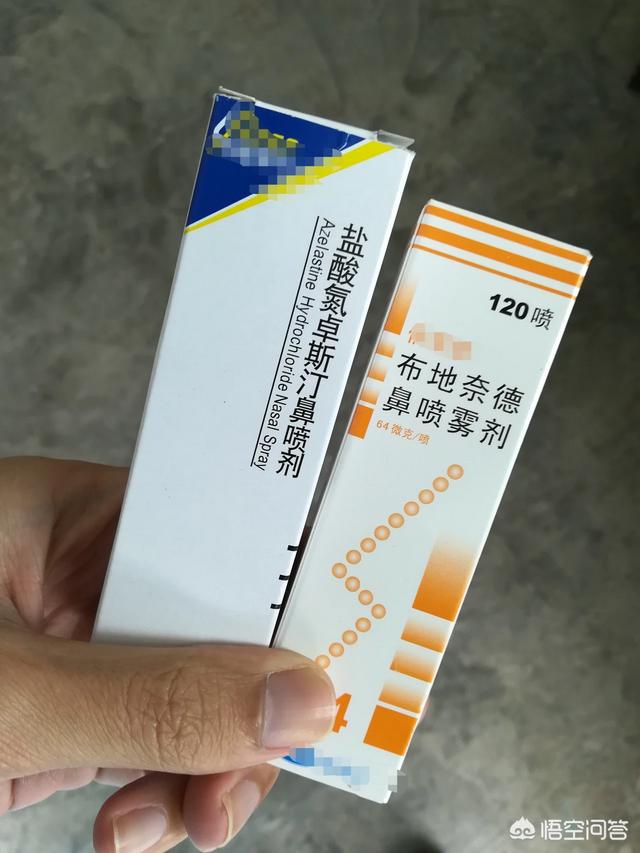 盐酸氮卓斯汀鼻喷剂
Azelastine Hydrochloride Nasal Spray
120喷
布地奈德
鼻喷雾剂
64微克/喷
4
悟空问答